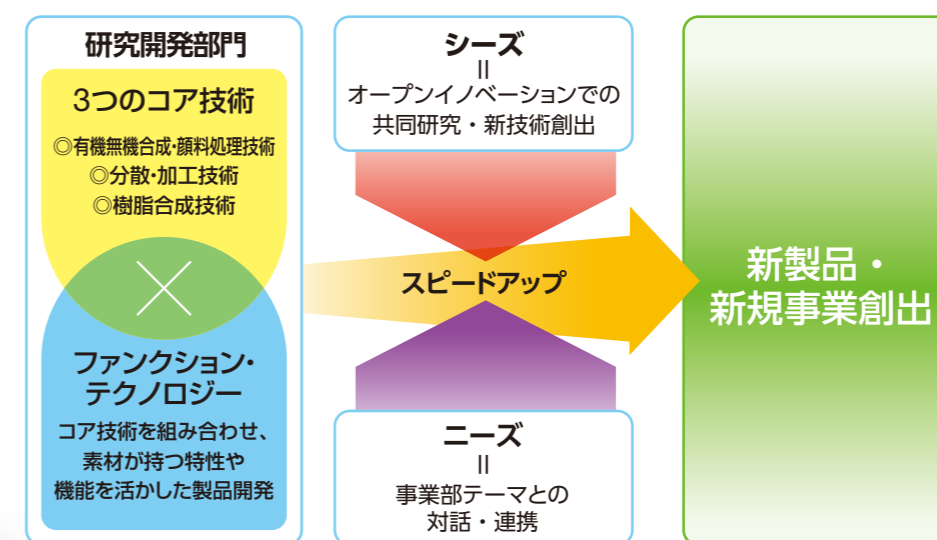 研究開発部門
3つのコア技術
◎有機無機合成・顔料処理技術
◎分散・加工技術
◎樹脂合成技術
×
ファンクション・
テクノロジー
コア技術を組み合わせ、
素材が持つ特性や
機能を活かした製品開発
シーズ
＝
オープンイノベーションでの
共同研究・新技術創出
スピードアップ
ニーズ
＝
事業部テーマとの
対話・連携
新製品・
新規事業創出